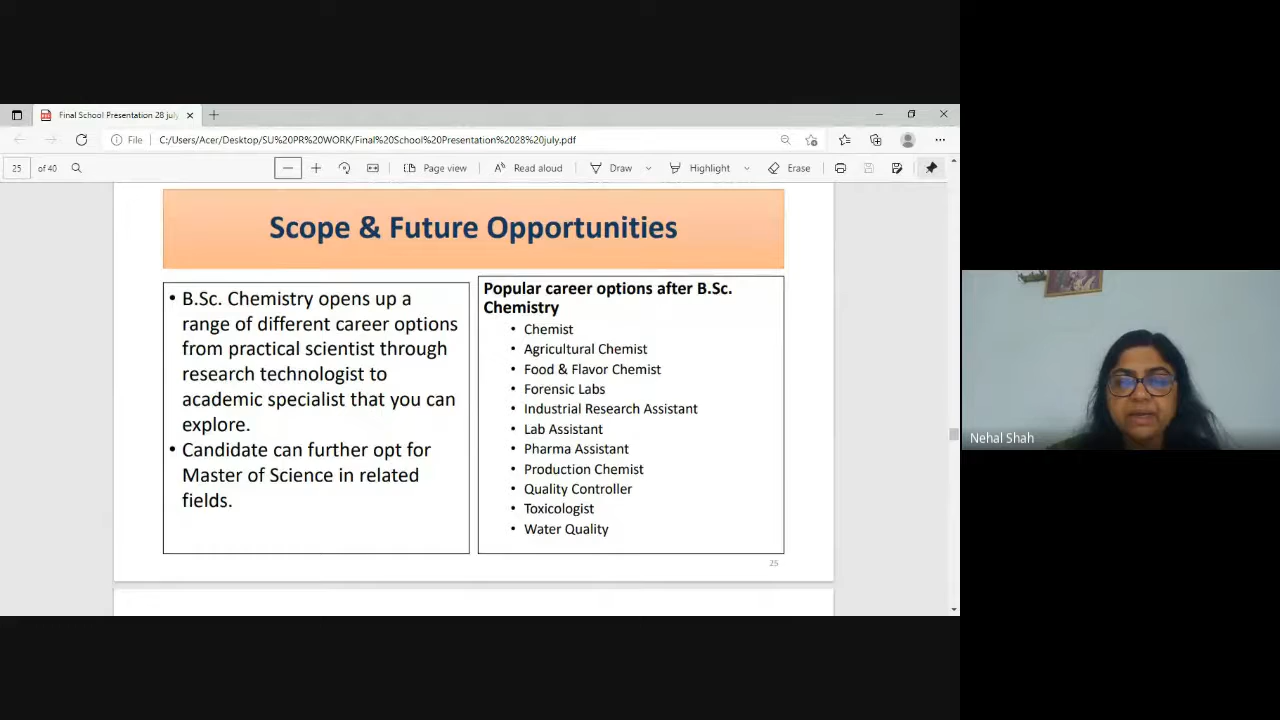 Final School Presentation 28 july
File
C:/Users/Acer/Desktop/SU%20PR%20WORK/Final%20School%20Presentation%2028%20july.pdf
25 of 40
Page view
Read aloud
Draw
Highlight
Erase
Scope & Future Opportunities
• B.Sc. Chemistry opens up a
range of different career options
from practical scientist through
research technologist to
academic specialist that you can
explore.
• Candidate can further opt for
Master of Science in related
fields.
Popular career options after B.Sc.
Chemistry
• Chemist
• Agricultural Chemist
• Food & Flavor Chemist
• Forensic Labs
• Industrial Research Assistant
• Lab Assistant
• Pharma Assistant
• Production Chemist
• Quality Controller
• Toxicologist
• Water Quality
25
Nehal Shah